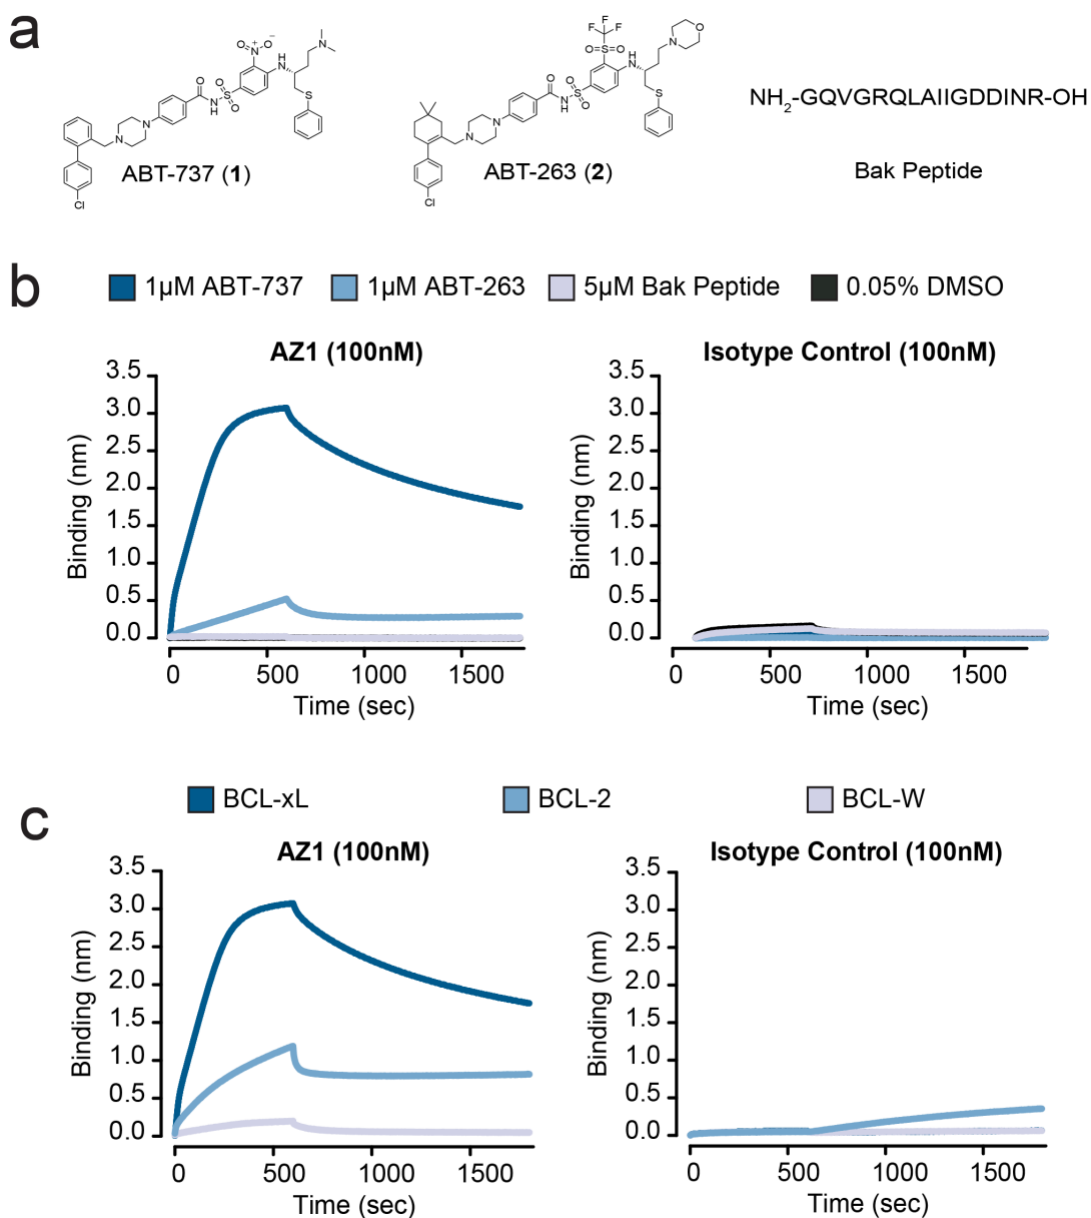 a
O
N
N
N
O
NH
S
O
O
N+
O
O-
H
N
N
S
Cl
ABT-737 (1)
F
F
F
O
S
O
N
O
N
N
O
N
H
S
O
O
H
N
S
Cl
ABT-263 (2)
NH2-GQVGRQLAIIGDDINR-OH
Bak Peptide
b
1µM ABT-737 1µM ABT-263 5µM Bak Peptide 0.05% DMSO
AZ1 (100nM)
Binding (nm)
3.5
3.0
2.5
2.0
1.5
1.0
0.5
0.0
0 500 1000 1500
Time (sec)
Isotype Control (100nM)
Binding (nm)
3.5
3.0
2.5
2.0
1.5
1.0
0.5
0.0
0 500 1000 1500
Time (sec)
c
BCL-xL BCL-2 BCL-W
AZ1 (100nM)
Binding (nm)
3.5
3.0
2.5
2.0
1.5
1.0
0.5
0.0
0 500 1000 1500
Time (sec)
Isotype Control (100nM)
Binding (nm)
3.5
3.0
2.5
2.0
1.5
1.0
0.5
0.0
0 500 1000 1500
Time (sec)